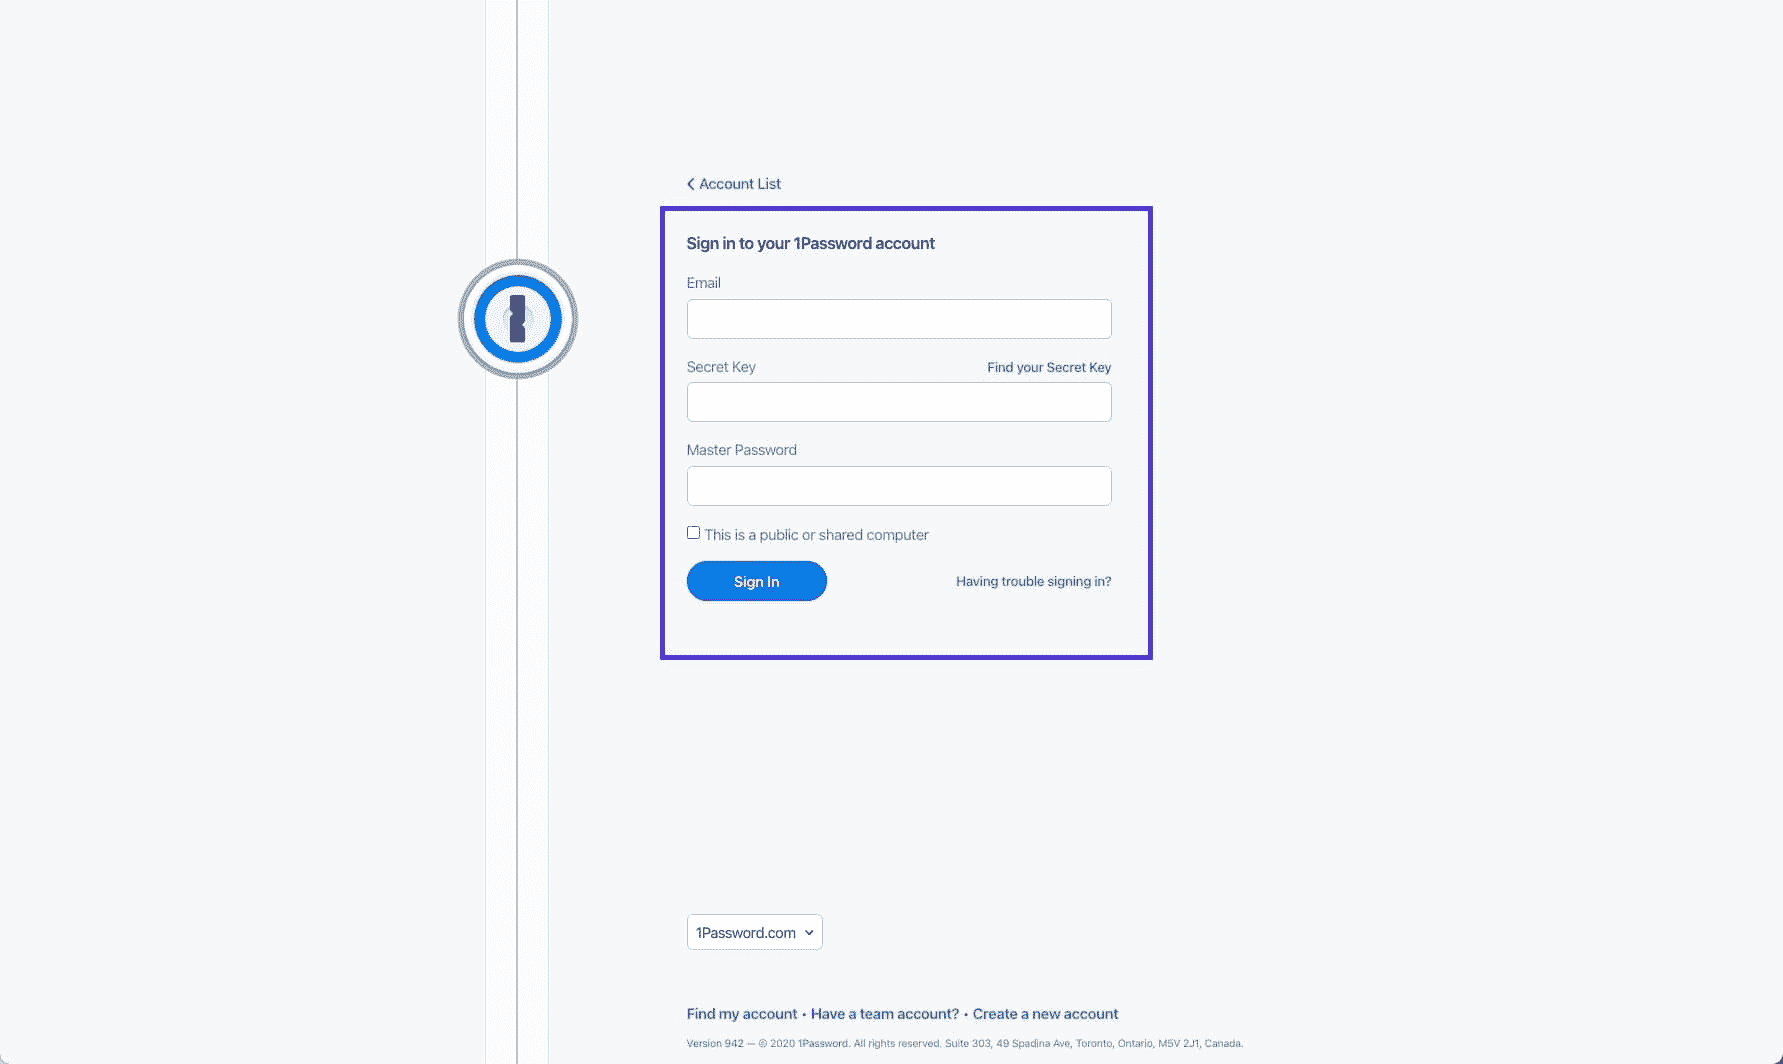 Account List
Sign in to your 1Password account
Email
Secret Key Find your Secret Key
Master Password
This is a public or shared computer
Sign In Having trouble signing in?
1Password.com
Find my account • Have a team account? • Create a new account
Version 942 — © 2020 1Password. All rights reserved. Suite 303, 49 Spadina Ave, Toronto, Ontario, M5V 2J1, Canada.